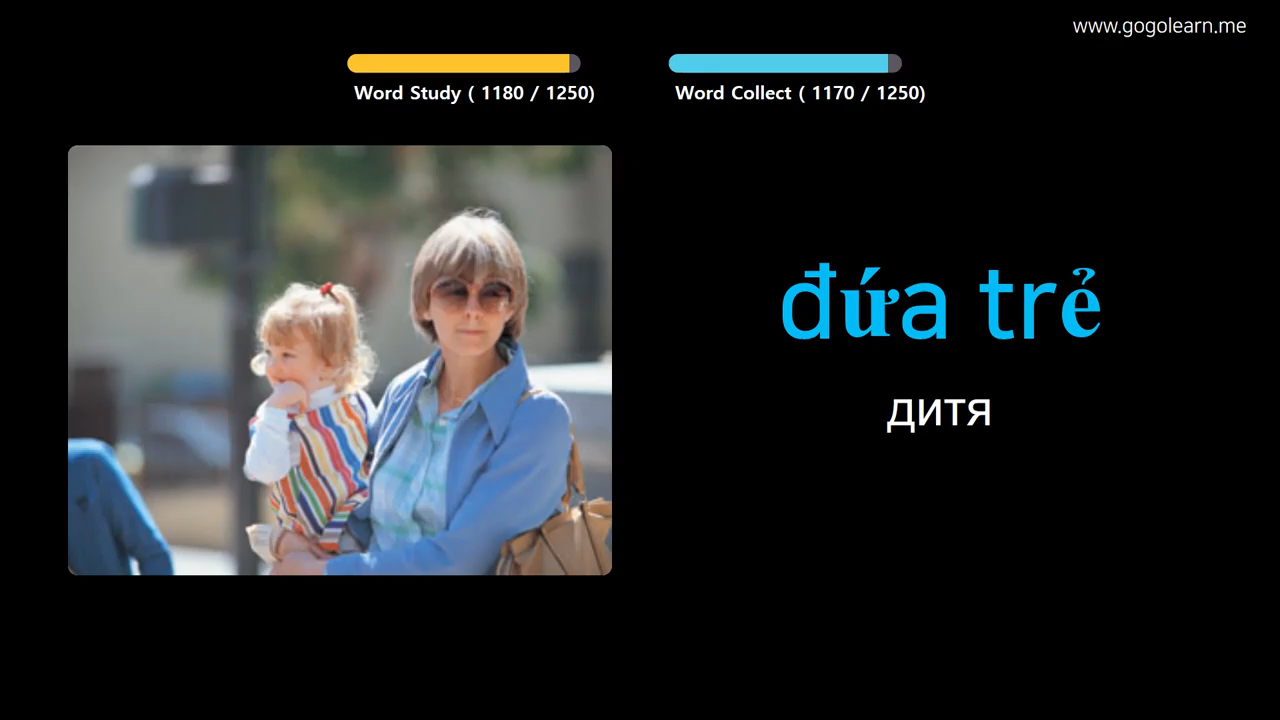 www.gogolearn.me
Word Study ( 1180 / 1250)
Word Collect ( 1170 / 1250)
đứa trẻ
дитя